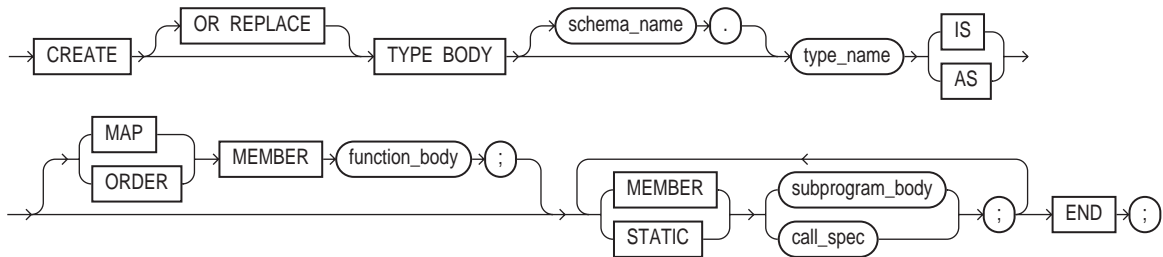 CREATE OR REPLACE TYPE BODY schema_name . type_name IS
AS
MAP
ORDER MEMBER function_body ; MEMBER
STATIC subprogram_body
call_spec ; END ;